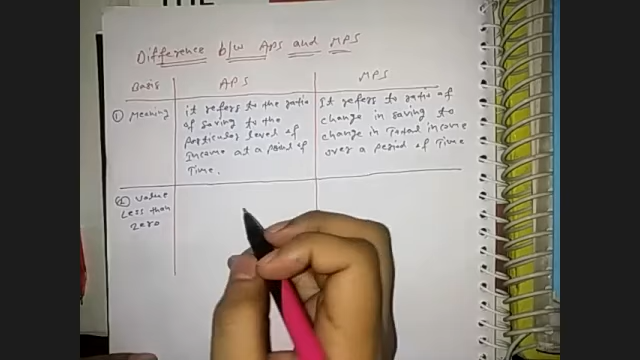 THE
Difference b/w APS and MPS
Basis
APS
MPS
① Meaning
it refers to the ratio
of saving to the
particular level of
Income at a point of
Time.
It refers to ratio of
change in saving to
change in Total income
over a period of Time
② Value
Less than
zero